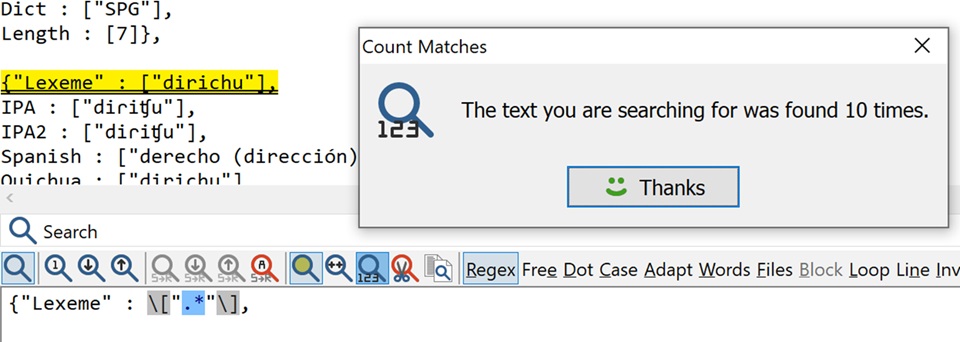 Dict : ["SPG"],
Length : [7]},
{"Lexeme" : ["dirichu"],
IPA : ["diriʧu"],
IPA2 : ["diriʧu"],
Spanish : ["derecho (dirección)
Quichua : ["dirichu"]
Count Matches
The text you are searching for was found 10 times.
Thanks
Search
Regex Free Dot Case Adapt Words Files Block Loop Line Inv
{"Lexeme" : \[".*"\],